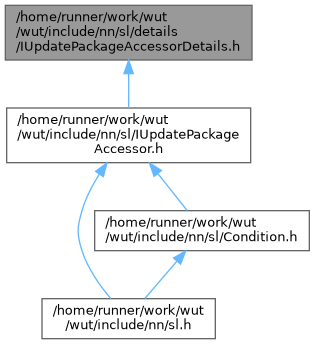 /home/runner/work/wut
/wut/include/nn/sl/details
/IUpdatePackageAccessorDetails.h
/home/runner/work/wut
/wut/include/nn/sl/IUpdatePackage
Accessor.h
/home/runner/work/wut
/wut/include/nn/sl/Condition.h
/home/runner/work/wut
/wut/include/nn/sl.h